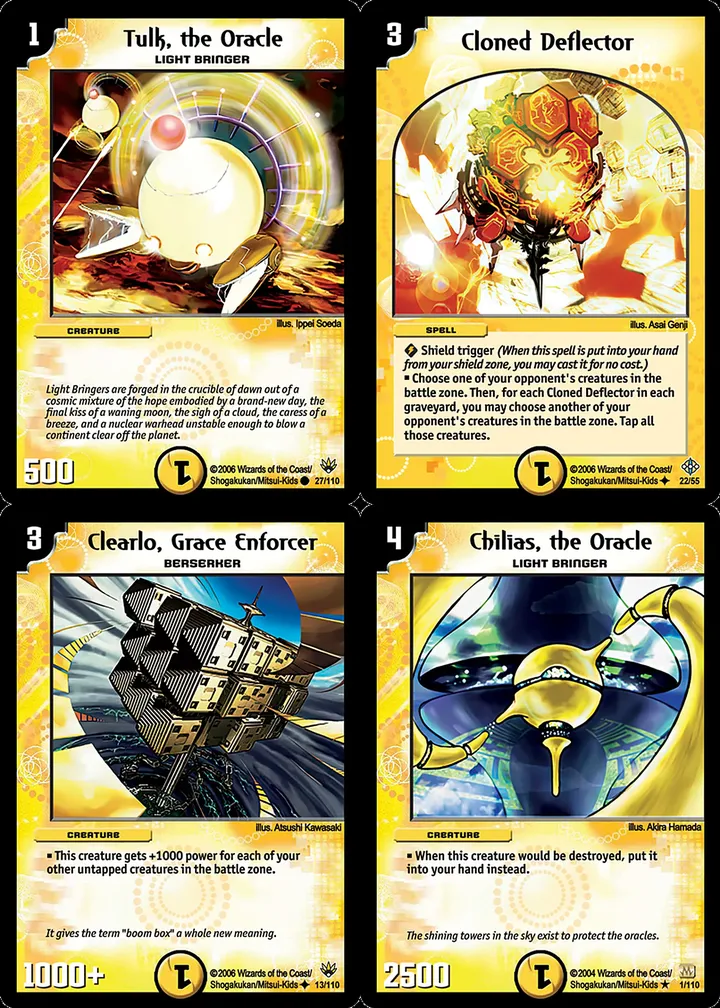 1
Tulk, the Oracle
LIGHT BRINGER
illus. Ippei Soeda
CREATURE
Light Bringers are forged in the crucible of dawn out of a
cosmic mixture of the hope embodied by a brand-new day, the
final kiss of a waning moon, the sigh of a cloud, the caress of a
breeze, and a nuclear warhead unstable enough to blow a
continent clear off the planet.
500
1
©2006 Wizards of the Coast/
Shogakukan/Mitsui-Kids ● 27/110
3
Cloned Deflector
illus. Asai Genji
SPELL
Shield trigger (When this spell is put into your hand
from your shield zone, you may cast it for no cost.)
▪ Choose one of your opponent's creatures in the
battle zone. Then, for each Cloned Deflector in each
graveyard, you may choose another of your
opponent's creatures in the battle zone. Tap all
those creatures.
1
©2006 Wizards of the Coast/
Shogakukan/Mitsui-Kids ✦ 22/55
3
Clearlo, Grace Enforcer
BERSERKER
illus. Atsushi Kawasaki
CREATURE
▪ This creature gets +1000 power for each of your
other untapped creatures in the battle zone.
It gives the term "boom box" a whole new meaning.
1000+
1
©2006 Wizards of the Coast/
Shogakukan/Mitsui-Kids ✦ 13/110
4
Chilias, the Oracle
LIGHT BRINGER
illus. Akira Hamada
CREATURE
▪ When this creature would be destroyed, put it
into your hand instead.
The shining towers in the sky exist to protect the oracles.
2500
1
©2004 Wizards of the Coast/
Shogakukan/Mitsui-Kids ★ 1/110